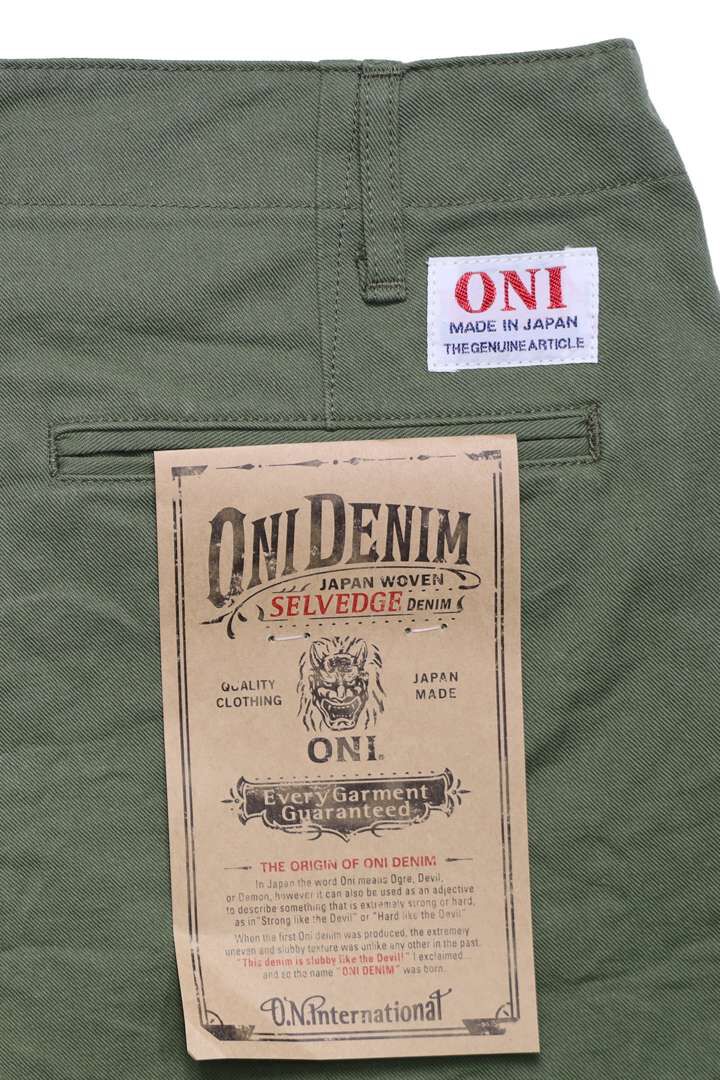 ONI
MADE IN JAPAN
THE GENUINE ARTICLE
ONI DENIM
JAPAN WOVEN
SELVEDGE DENIM
QUALITY
CLOTHING
JAPAN
MADE
ONI®
Every Garment
Guaranteed
THE ORIGIN OF ONI DENIM
In Japan the word Oni means Ogre, Devil,
or Demon, however it can also be used as an adjective
to describe something that is extremely strong or hard,
as in "Strong like the Devil" or "Hard like the Devil"
When the first Oni denim was produced, the extremely
uneven and slubby texture was unlike any other in the past.
"This denim is slubby like the Devil!" I exclaimed...
and so the name "ONI DENIM" was born.
O.N.International